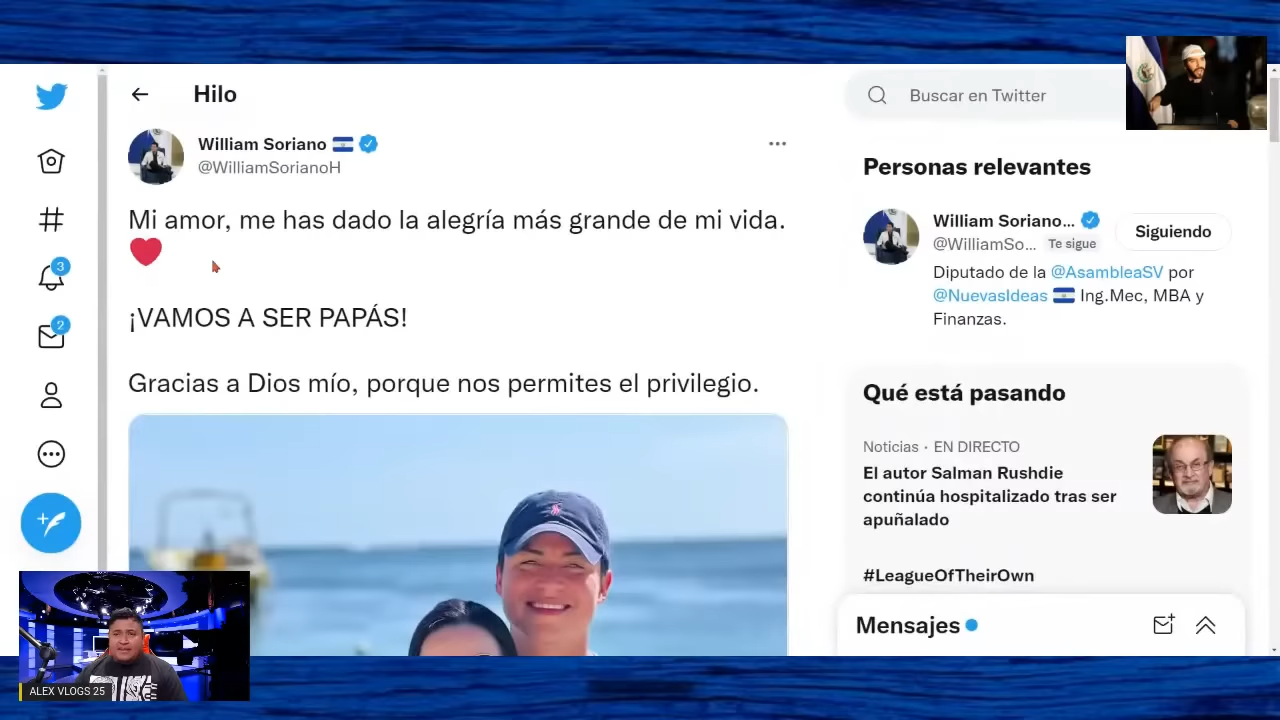 Hilo
William Soriano
@WilliamSorianoH
Mi amor, me has dado la alegría más grande de mi vida.
¡VAMOS A SER PAPÁS!
Gracias a Dios mío, porque nos permites el privilegio.
3
2
Buscar en Twitter
Personas relevantes
William Soriano...
@WilliamSo... Te sigue
Siguiendo
Diputado de la @AsambleaSV por
@NuevasIdeas Ing.Mec, MBA y
Finanzas.
Qué está pasando
Noticias · EN DIRECTO
El autor Salman Rushdie
continúa hospitalizado tras ser
apuñalado
#LeagueOfTheirOwn
Mensajes
ALEX VLOGS 25